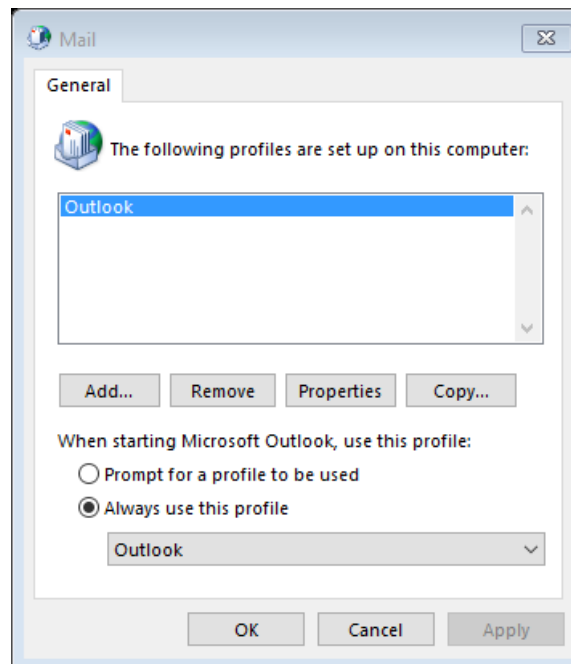 Mail
General
The following profiles are set up on this computer:
Outlook
Add...
Remove
Properties
Copy...
When starting Microsoft Outlook, use this profile:
Prompt for a profile to be used
Always use this profile
Outlook
OK
Cancel
Apply